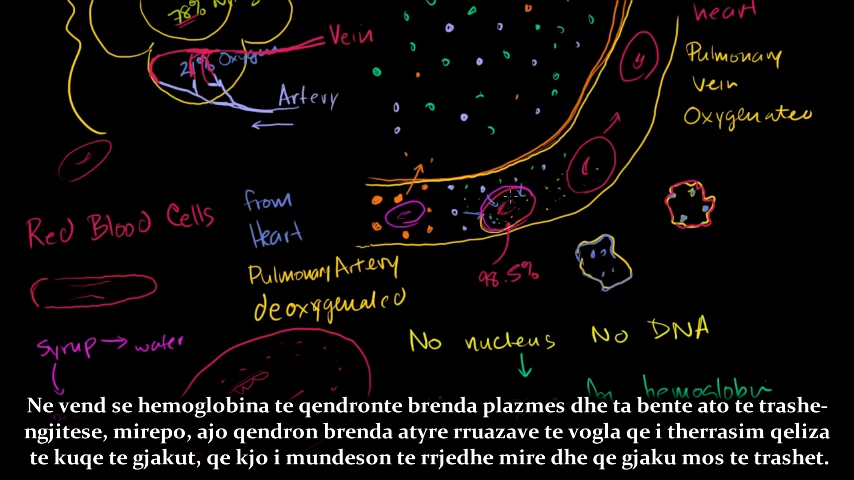 78%
heart
Vein
Oxygen
Pulmonary
vein
Artery
Oxygenated
Red Blood Cells
from
Heart
98.5%
Pulmonary Artery
deoxygenated
No nucleus No DNA
syrup → water
hemoglobin
Ne vend se hemoglobina te qendronte brenda plazmes dhe ta bente ato te trashe-
ngjitese, mirepo, ajo qendron brenda atyre rruazave te vogla qe i therrasim qeliza
te kuqe te gjakut, qe kjo i mundeson te rrjedhe mire dhe qe gjaku mos te trashet.